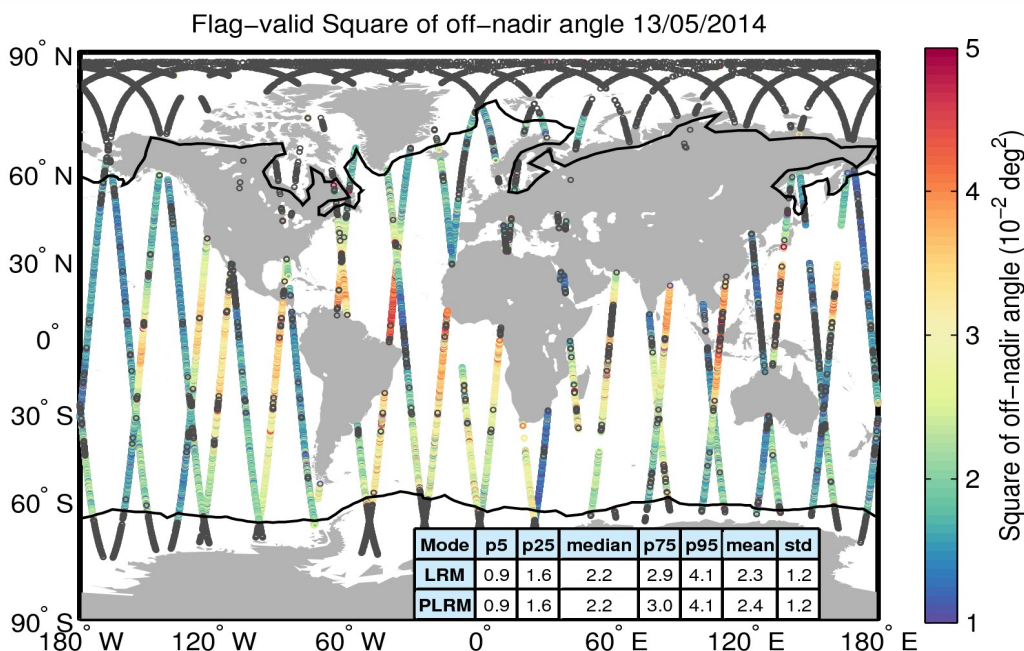 Flag−valid Square of off−nadir angle 13/05/2014
90° N
60° N
30° N
0°
30° S
60° S
90° S
180° W
120° W
60° W
0°
60° E
120° E
180° E
Mode p5 p25 median p75 p95 mean std
LRM 0.9 1.6 2.2 2.9 4.1 2.3 1.2
PLRM 0.9 1.6 2.2 3.0 4.1 2.4 1.2
5
4
3
2
1
Square of off−nadir angle (10⁻² deg²)